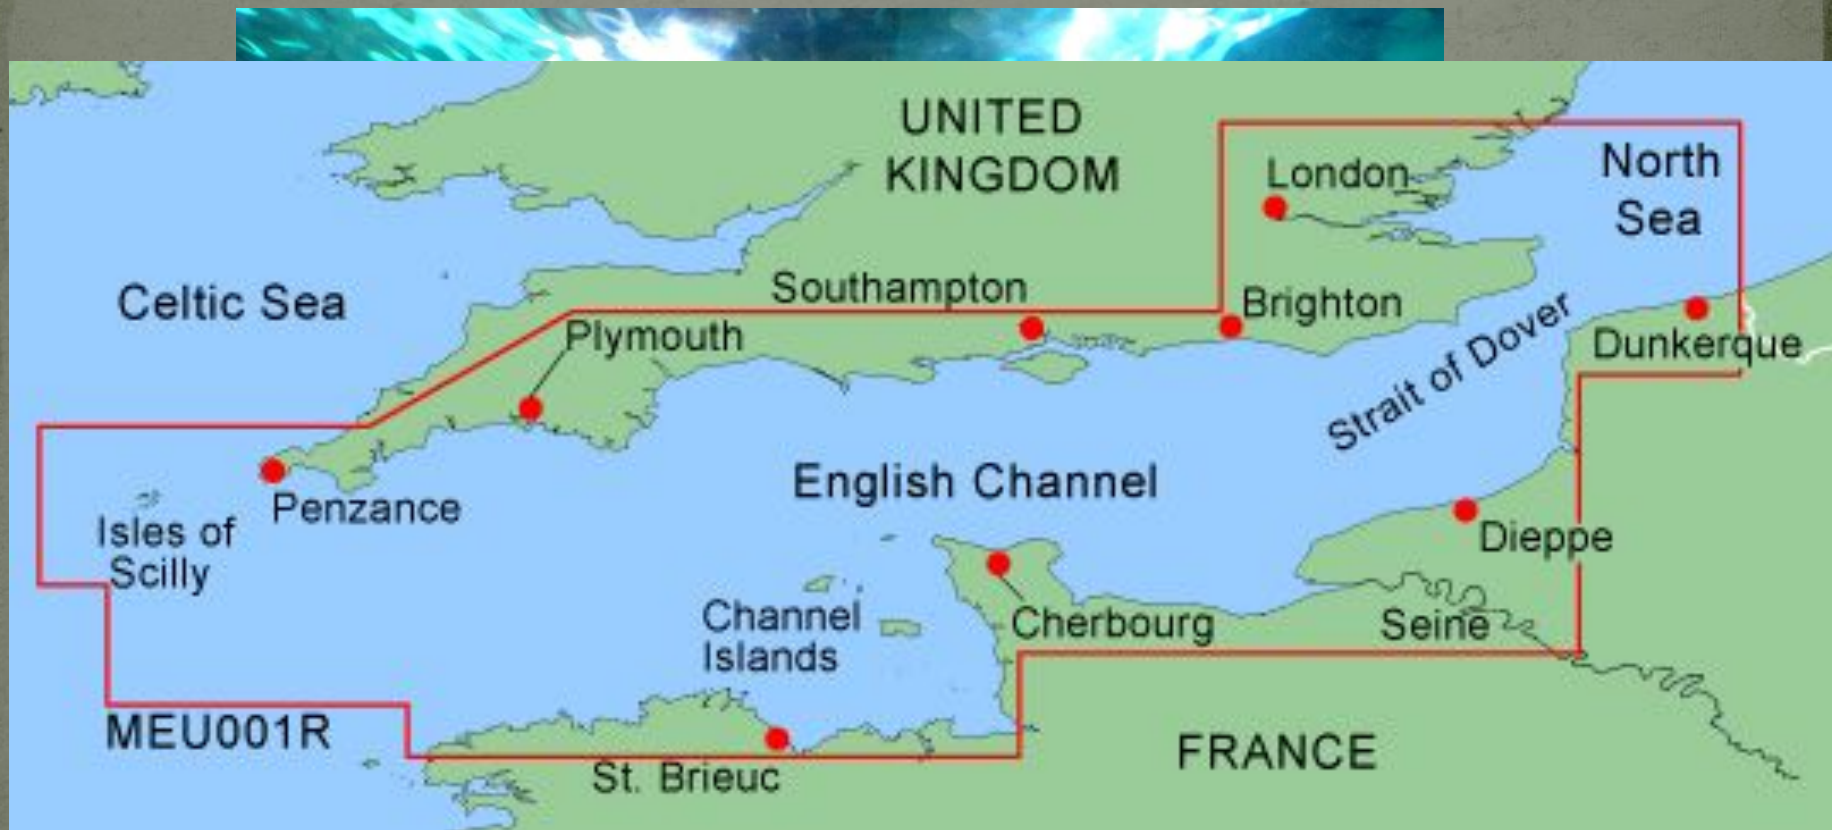 UNITED
KINGDOM
London
North
Sea
Celtic Sea
Southampton
Brighton
Plymouth
Dunkerque
Strait of Dover
English Channel
Penzance
Isles of
Scilly
Dieppe
Channel
Islands
Cherbourg
Seine
MEU001R
St. Brieuc
FRANCE